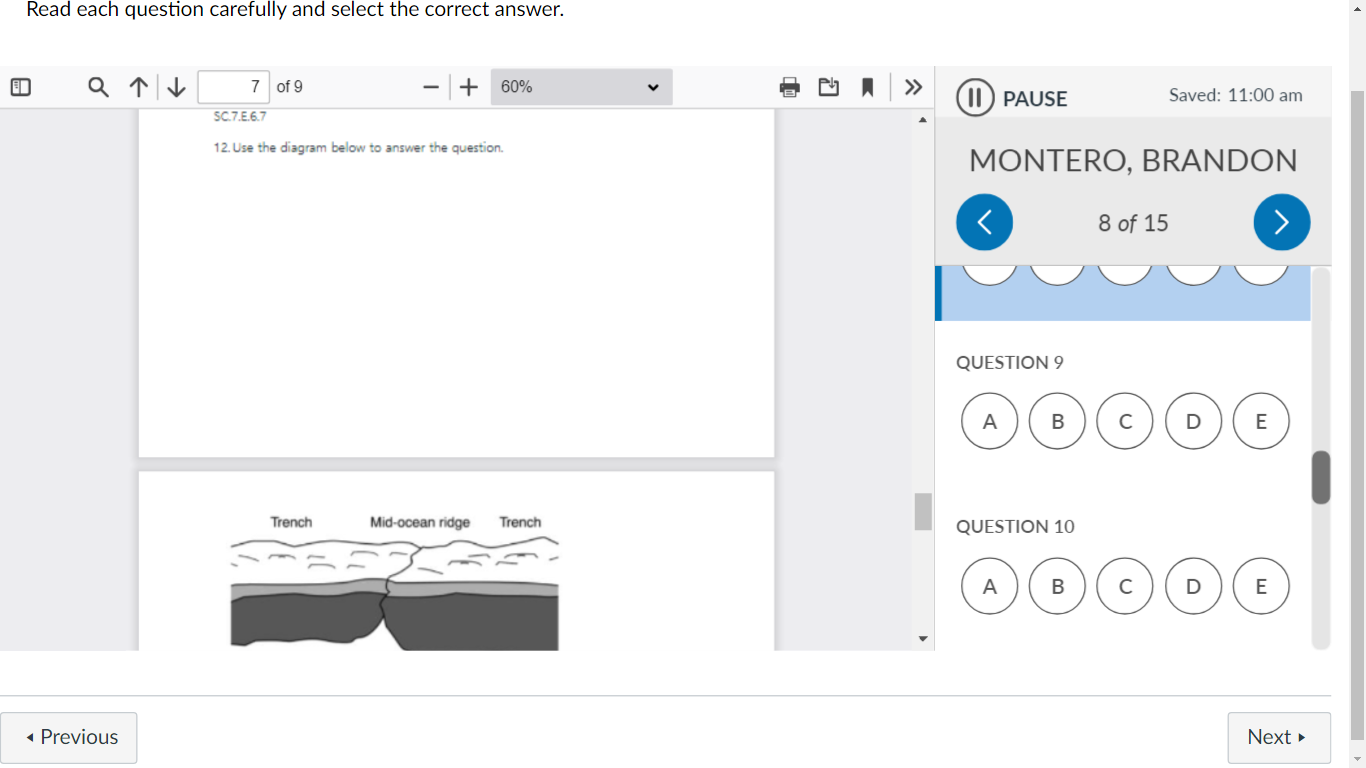 Read each question carefully and select the correct answer.
7 of 9
60%
SC.7.E.6.7
12. Use the diagram below to answer the question.
Trench Mid-ocean ridge Trench
PAUSE Saved: 11:00 am
MONTERO, BRANDON
8 of 15
QUESTION 9
A B C D E
QUESTION 10
A B C D E
Previous
Next